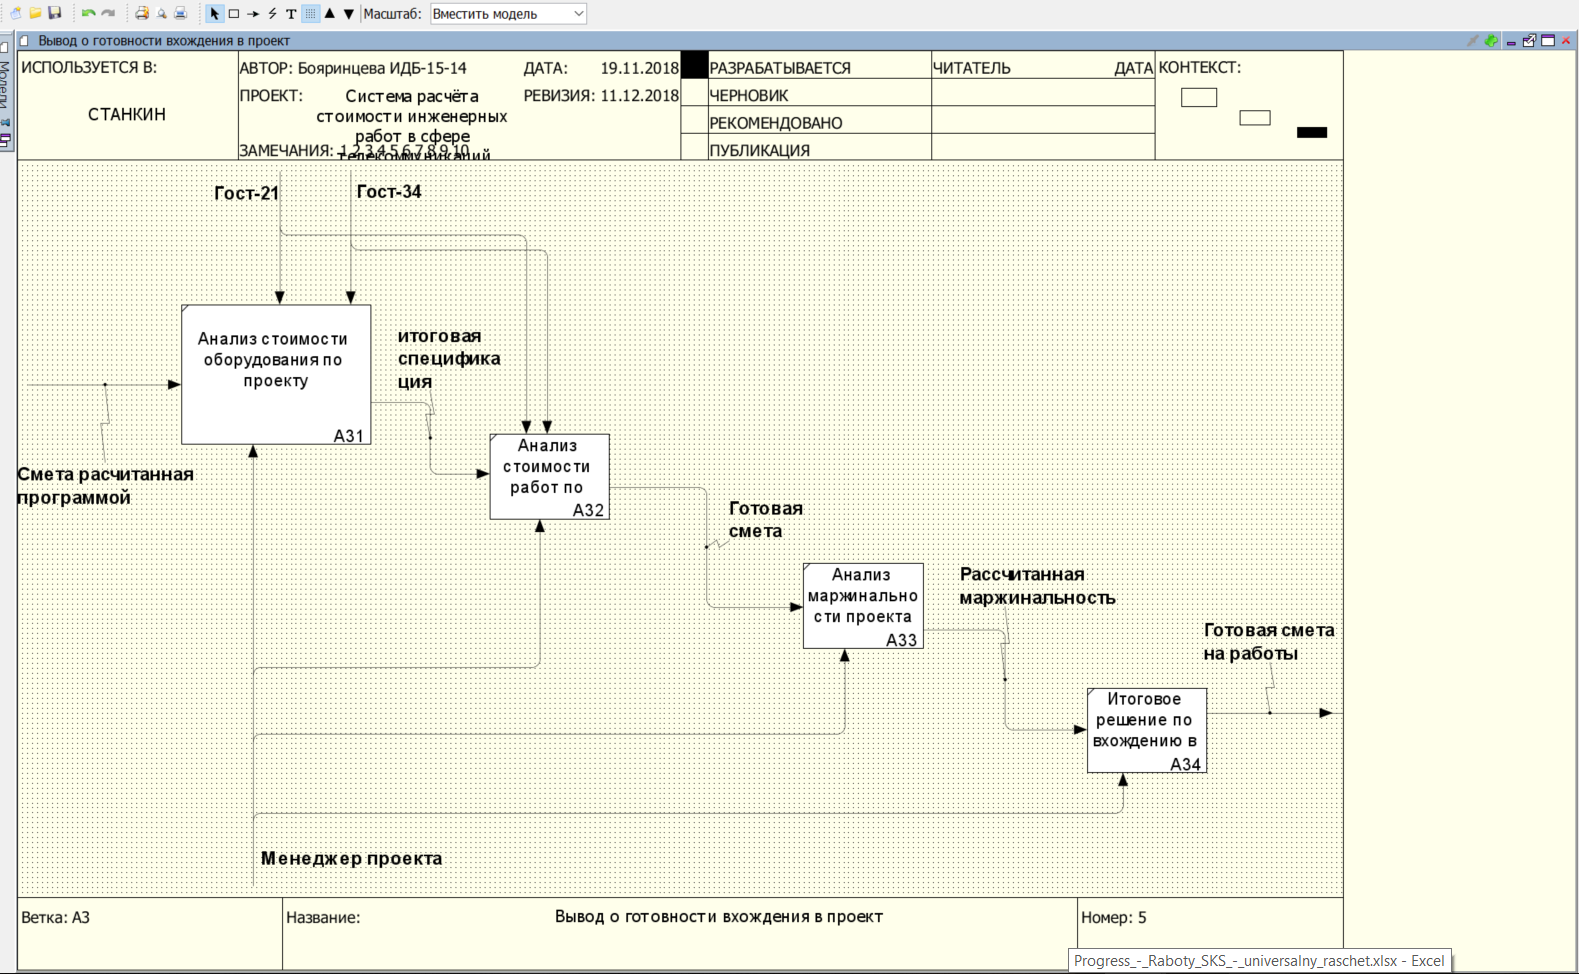 Масштаб: Вместить модель
Вывод о готовности вхождения в проект
Модели
ИСПОЛЬЗУЕТСЯ В:
СТАНКИН
АВТОР: Бояринцева ИДБ-15-14
ДАТА: 19.11.2018
ПРОЕКТ: Система расчёта
стоимости инженерных
работ в сфере
телекоммуникаций
РЕВИЗИЯ: 11.12.2018
ЗАМЕЧАНИЯ: 1 2 3 4 5 6 7 8 9 10
РАЗРАБАТЫВАЕТСЯ
ЧЕРНОВИК
РЕКОМЕНДОВАНО
ПУБЛИКАЦИЯ
ЧИТАТЕЛЬ
ДАТА
КОНТЕКСТ:
Гост-21
Гост-34
Анализ стоимости
оборудования по
проекту
A31
итоговая
специфика
ция
Смета расчитанная
программой
Анализ
стоимости
работ по
A32
Готовая
смета
Анализ
маржинально
сти проекта
A33
Рассчитанная
маржинальность
Готовая смета
на работы
Итоговое
решение по
вхождению в
A34
Менеджер проекта
Ветка: A3
Название:
Вывод о готовности вхождения в проект
Номер: 5
Progress_-_Raboty_SKS_-_universalny_raschet.xlsx - Excel